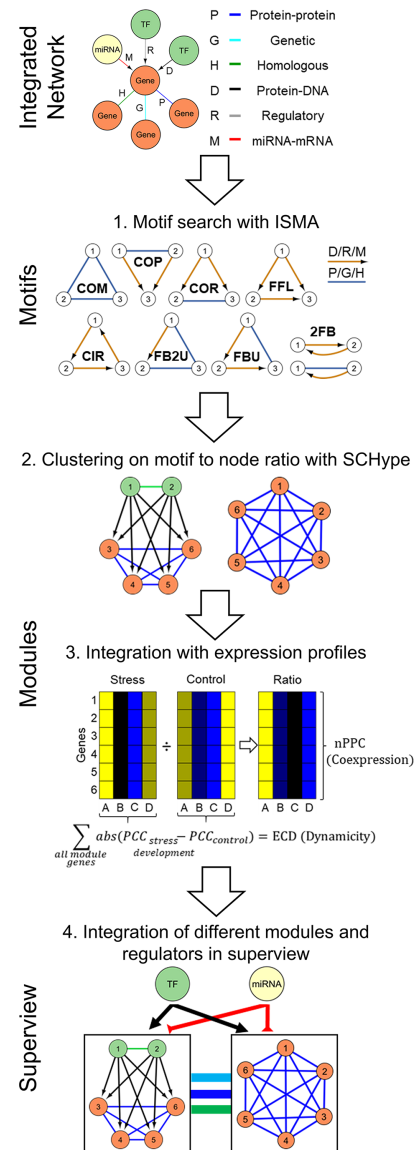 Integrated
Network
TF
TF
miRNA
R
M
D
Gene
H
G
P
Gene
Gene
Gene
P Protein-protein
G Genetic
H Homologous
D Protein-DNA
R Regulatory
M miRNA-mRNA
1. Motif search with ISMA
Motifs
1
2
3
COM
1
2
3
COP
1
2
3
COR
1
2
3
FFL
D/R/M
P/G/H
1
2
3
CIR
1
2
3
FB2U
1
2
3
FBU
2FB
1
2
1
2
2. Clustering on motif to node ratio with SCHype
1
2
3
6
4
5
1
6
2
5
3
4
Modules
3. Integration with expression profiles
Stress
Control
Ratio
Genes
1
2
3
4
5
6
÷
nPPC
(Coexpression)
A B C D
A B C D
A B C D
∑ abs(PCC stress − PCC control) = ECD (Dynamicity)
all module
genes
development
4. Integration of different modules and
regulators in superview
Superview
TF
miRNA
1
2
3
6
4
5
1
6
2
5
3
4